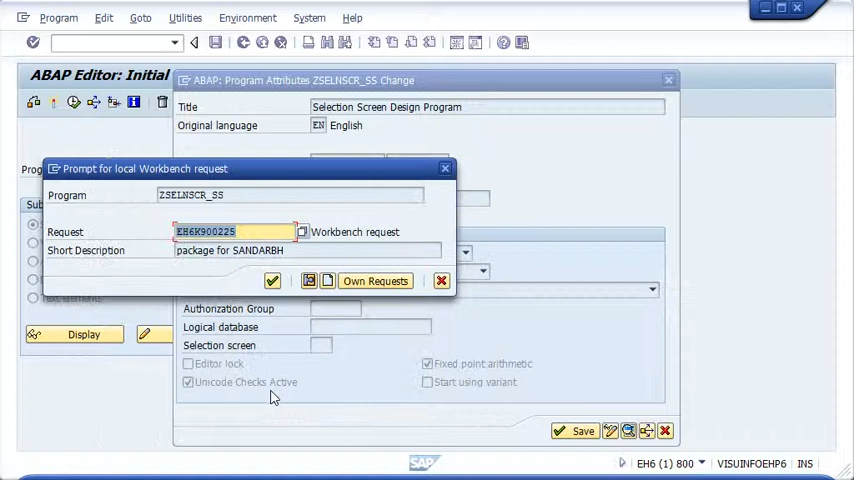 Program Edit Goto Utilities Environment System Help
ABAP Editor: Initial
ABAP: Program Attributes ZSELNSCR_SS Change
Title Selection Screen Design Program
Original language EN English
Prompt for local Workbench request
Program ZSELNSCR_SS
Request EH6K900225 Workbench request
Short Description package for SANDARBH
Own Requests
Authorization Group
Logical database
Display
Selection screen
Editor lock Fixed point arithmetic
Unicode Checks Active Start using variant
Save
SAP EH6 (1) 800 VISUINFOEHP6 INS